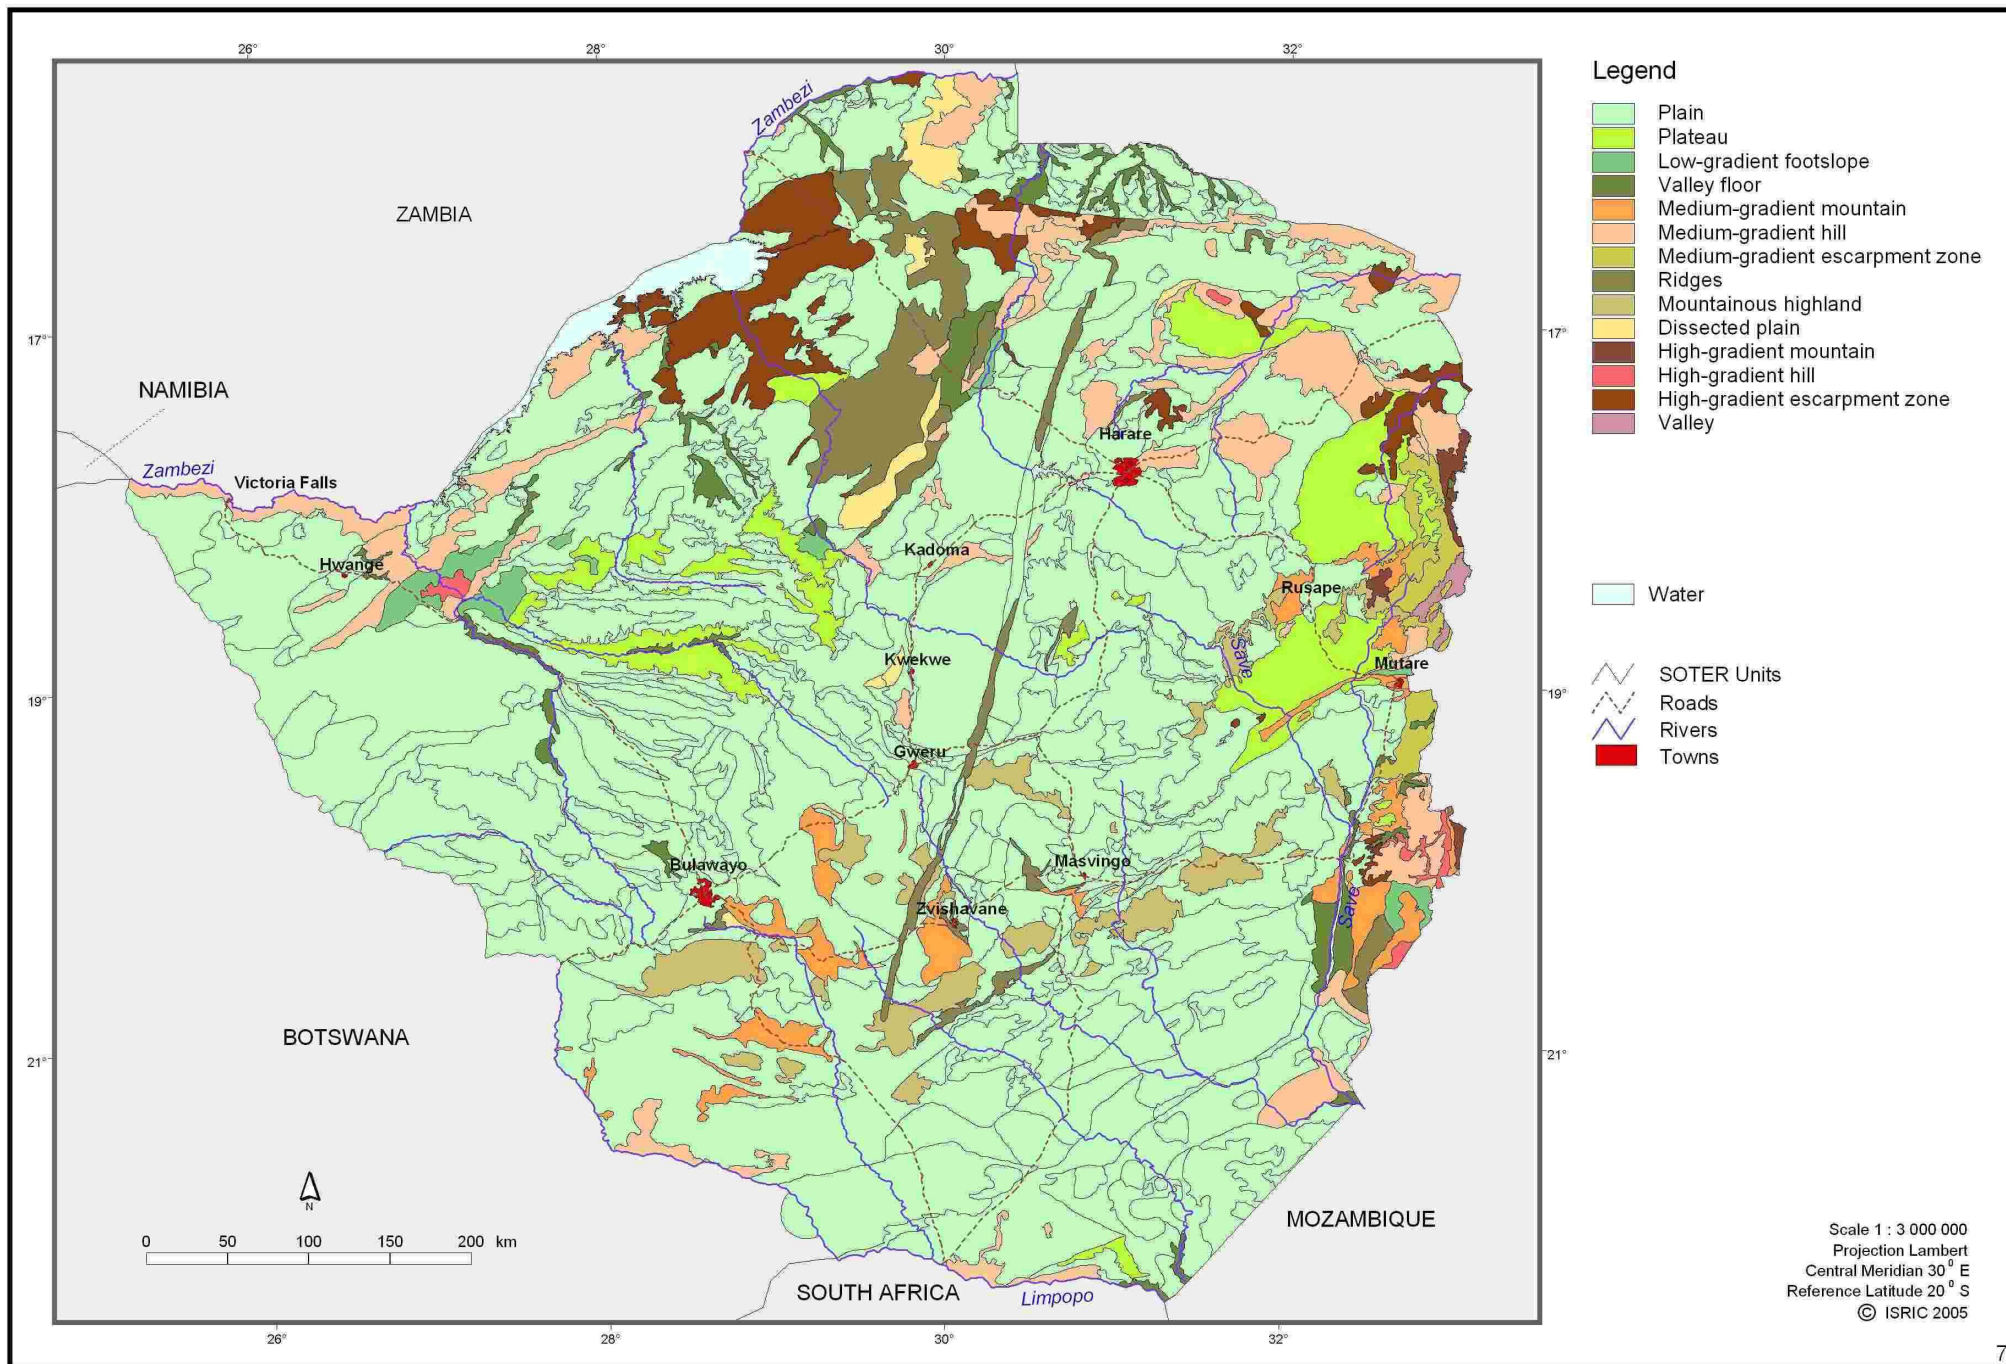 26° 28° 30° 32°
Legend
Plain
Plateau
Low-gradient footslope
Valley floor
Medium-gradient mountain
Medium-gradient hill
Medium-gradient escarpment zone
Ridges
Mountainous highland
Dissected plain
High-gradient mountain
High-gradient hill
High-gradient escarpment zone
Valley
Water
SOTER Units
Roads
Rivers
Towns
Zambezi
ZAMBIA
17° 17°
NAMIBIA
Harare
Zambezi
Victoria Falls
Kadoma
Hwange
Rusape
Save
Kwekwe
Mutare
19° 19°
Gweru
Bulawayo
Masvingo
Save
Zvishavane
BOTSWANA
21° 21°
N
MOZAMBIQUE
0 50 100 150 200 km
SOUTH AFRICA
Limpopo
26° 28° 30° 32°
Scale 1 : 3 000 000
Projection Lambert
Central Meridian 30° E
Reference Latitude 20° S
© ISRIC 2005
7